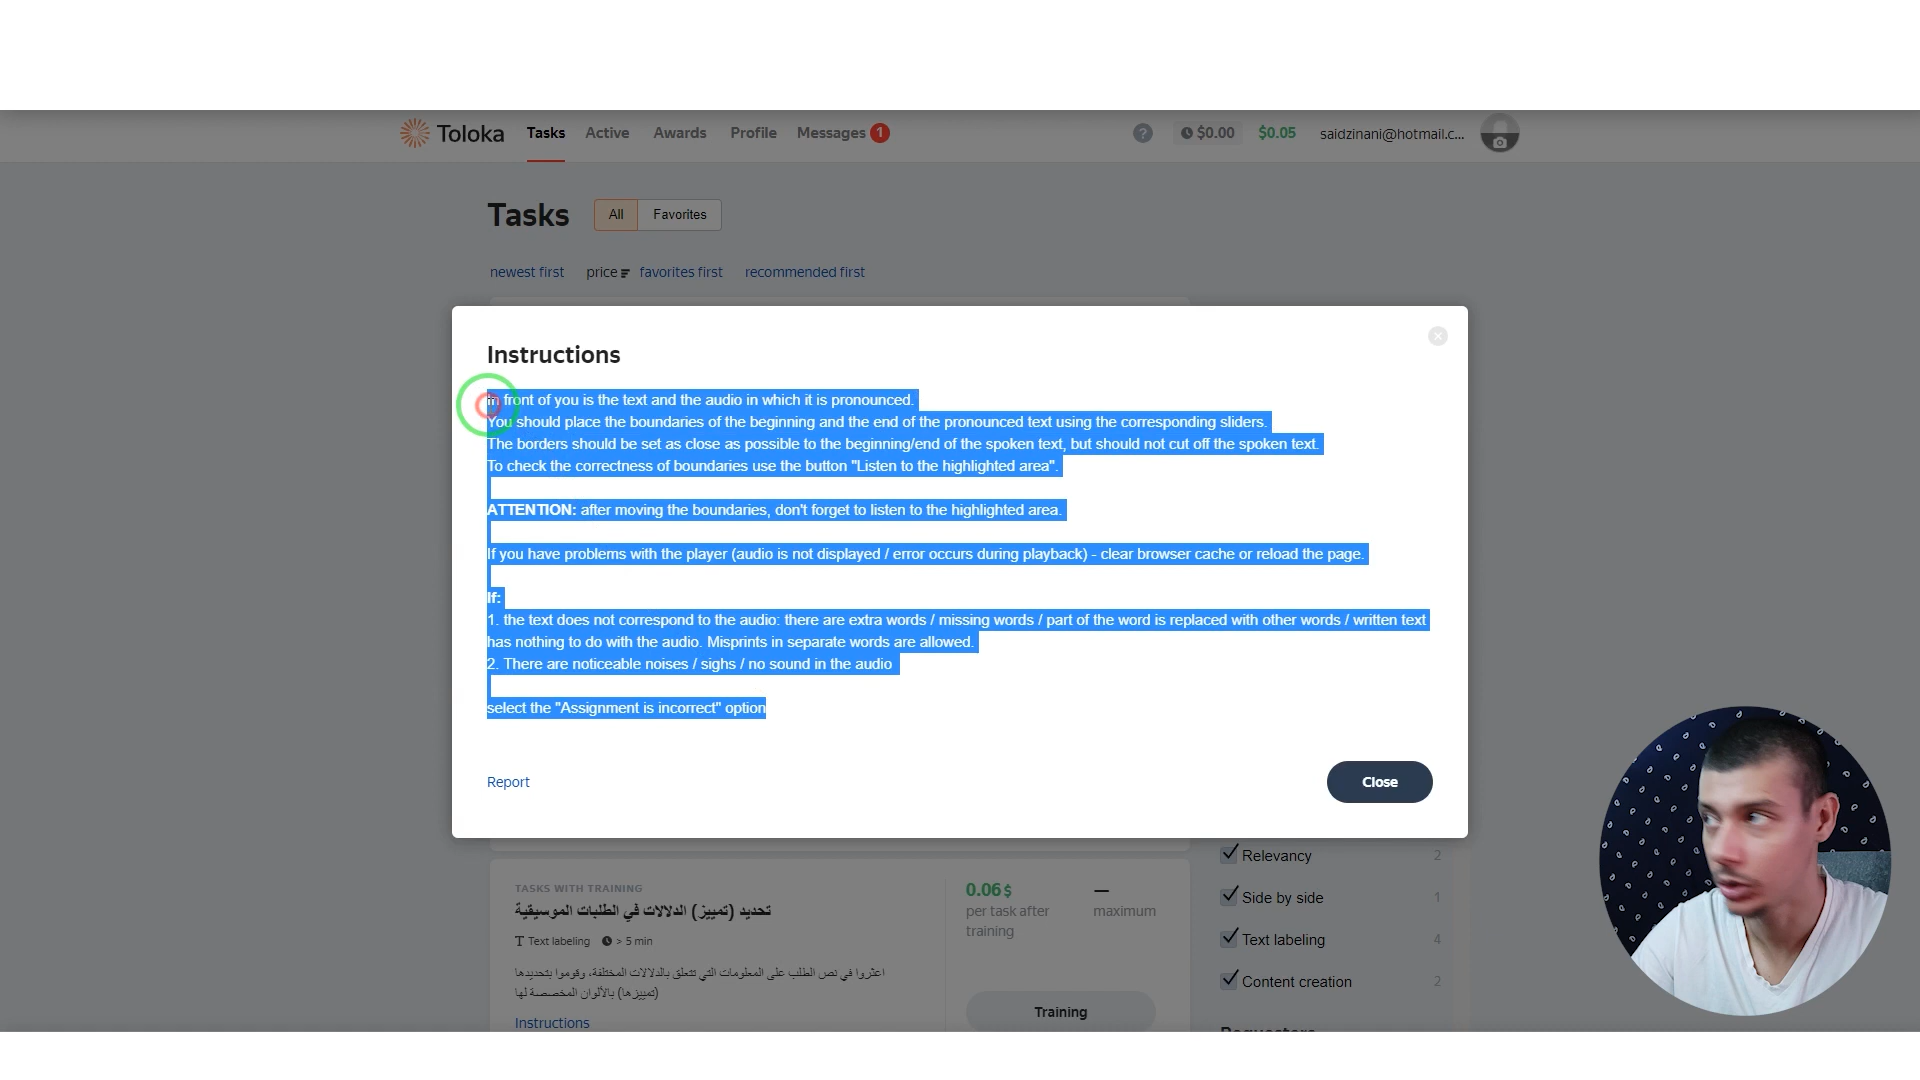 Toloka Tasks Active Awards Profile Messages 1 ? $0.00 $0.05 saidzinani@hotmail.c...
Tasks All Favorites
newest first price favorites first recommended first
Instructions
In front of you is the text and the audio in which it is pronounced.
You should place the boundaries of the beginning and the end of the pronounced text using the corresponding sliders.
The borders should be set as close as possible to the beginning/end of the spoken text, but should not cut off the spoken text.
To check the correctness of boundaries use the button "Listen to the highlighted area".
ATTENTION: after moving the boundaries, don't forget to listen to the highlighted area.
If you have problems with the player (audio is not displayed / error occurs during playback) - clear browser cache or reload the page.
If:
1. the text does not correspond to the audio: there are extra words / missing words / part of the word is replaced with other words / written text
has nothing to do with the audio. Misprints in separate words are allowed.
2. There are noticeable noises / sighs / no sound in the audio
select the "Assignment is incorrect" option
Report Close
TASKS WITH TRAINING
تحديد (تمييز) الدلالات في الطلبات الموسيقية
Text labeling > 5 min
اعثروا في نص الطلب على المعلومات التي تتعلق بالدلالات المختلفة، وقوموا بتحديدها
(تمييزها) بالألوان المخصصة لها
Instructions
0.06 $
per task after
training
—
maximum
Training
Relevancy 2
Side by side 1
Text labeling 4
Content creation 2